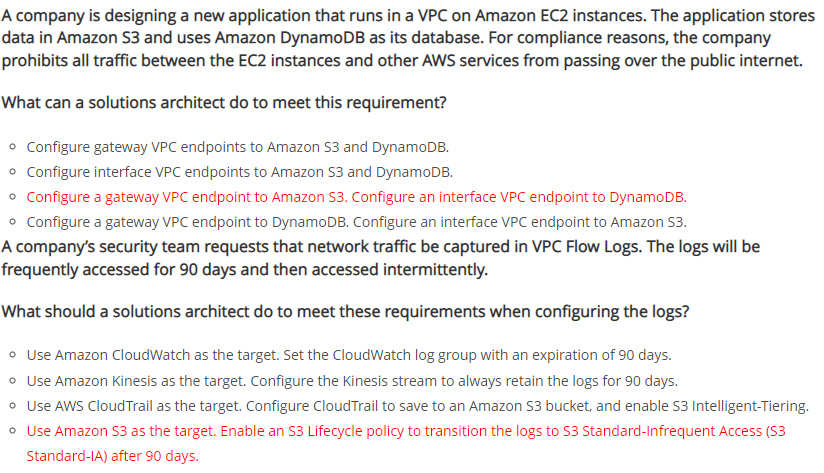 A company is designing a new application that runs in a VPC on Amazon EC2 instances. The application stores
data in Amazon S3 and uses Amazon DynamoDB as its database. For compliance reasons, the company
prohibits all traffic between the EC2 instances and other AWS services from passing over the public internet.
What can a solutions architect do to meet this requirement?
Configure gateway VPC endpoints to Amazon S3 and DynamoDB.
Configure interface VPC endpoints to Amazon S3 and DynamoDB.
Configure a gateway VPC endpoint to Amazon S3. Configure an interface VPC endpoint to DynamoDB.
Configure a gateway VPC endpoint to DynamoDB. Configure an interface VPC endpoint to Amazon S3.
A company’s security team requests that network traffic be captured in VPC Flow Logs. The logs will be
frequently accessed for 90 days and then accessed intermittently.
What should a solutions architect do to meet these requirements when configuring the logs?
Use Amazon CloudWatch as the target. Set the CloudWatch log group with an expiration of 90 days.
Use Amazon Kinesis as the target. Configure the Kinesis stream to always retain the logs for 90 days.
Use AWS CloudTrail as the target. Configure CloudTrail to save to an Amazon S3 bucket, and enable S3 Intelligent-Tiering.
Use Amazon S3 as the target. Enable an S3 Lifecycle policy to transition the logs to S3 Standard-Infrequent Access (S3
Standard-IA) after 90 days.